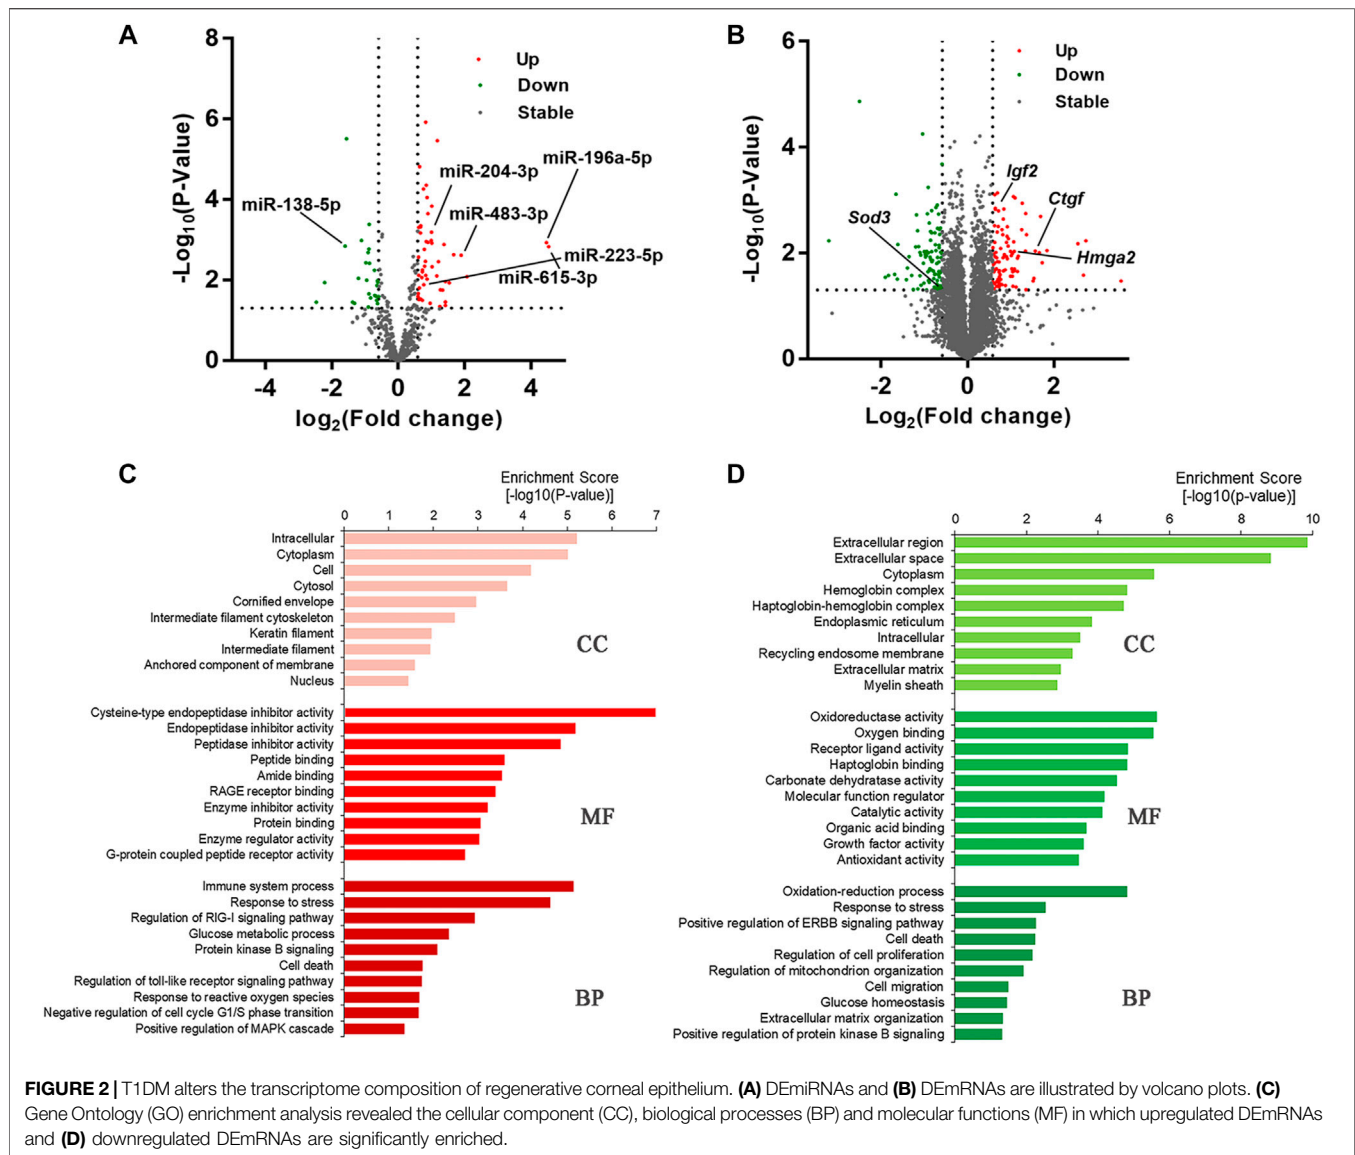 A
8
6
4
2
0
-Log10(P-Value)
-4
-2
0
2
4
log2(Fold change)
Up
Down
Stable
miR-138-5p
miR-204-3p
miR-196a-5p
miR-483-3p
miR-223-5p
miR-615-3p
B
6
4
2
0
-Log10(P-Value)
-2
0
2
Log2(Fold change)
Up
Down
Stable
Igf2
Ctgf
Sod3
Hmga2
C
Enrichment Score
[-log10(P-value)]
0 1 2 3 4 5 6 7
Intracellular
Cytoplasm
Cell
Cytosol
Cornified envelope
Intermediate filament cytoskeleton
Keratin filament
Intermediate filament
Anchored component of membrane
Nucleus
CC
Cysteine-type endopeptidase inhibitor activity
Endopeptidase inhibitor activity
Peptidase inhibitor activity
Peptide binding
Amide binding
RAGE receptor binding
Enzyme inhibitor activity
Protein binding
Enzyme regulator activity
G-protein coupled peptide receptor activity
MF
Immune system process
Response to stress
Regulation of RIG-I signaling pathway
Glucose metabolic process
Protein kinase B signaling
Cell death
Regulation of toll-like receptor signaling pathway
Response to reactive oxygen species
Negative regulation of cell cycle G1/S phase transition
Positive regulation of MAPK cascade
BP
D
Enrichment Score
[-log10(p-value)]
0 2 4 6 8 10
Extracellular region
Extracellular space
Cytoplasm
Hemoglobin complex
Haptoglobin-hemoglobin complex
Endoplasmic reticulum
Intracellular
Recycling endosome membrane
Extracellular matrix
Myelin sheath
CC
Oxidoreductase activity
Oxygen binding
Receptor ligand activity
Haptoglobin binding
Carbonate dehydratase activity
Molecular function regulator
Catalytic activity
Organic acid binding
Growth factor activity
Antioxidant activity
MF
Oxidation-reduction process
Response to stress
Positive regulation of ERBB signaling pathway
Cell death
Regulation of cell proliferation
Regulation of mitochondrion organization
Cell migration
Glucose homeostasis
Extracellular matrix organization
Positive regulation of protein kinase B signaling
BP
FIGURE 2 | T1DM alters the transcriptome composition of regenerative corneal epithelium. (A) DEmiRNAs and (B) DEmRNAs are illustrated by volcano plots. (C)
Gene Ontology (GO) enrichment analysis revealed the cellular component (CC), biological processes (BP) and molecular functions (MF) in which upregulated DEmRNAs
and (D) downregulated DEmRNAs are significantly enriched.